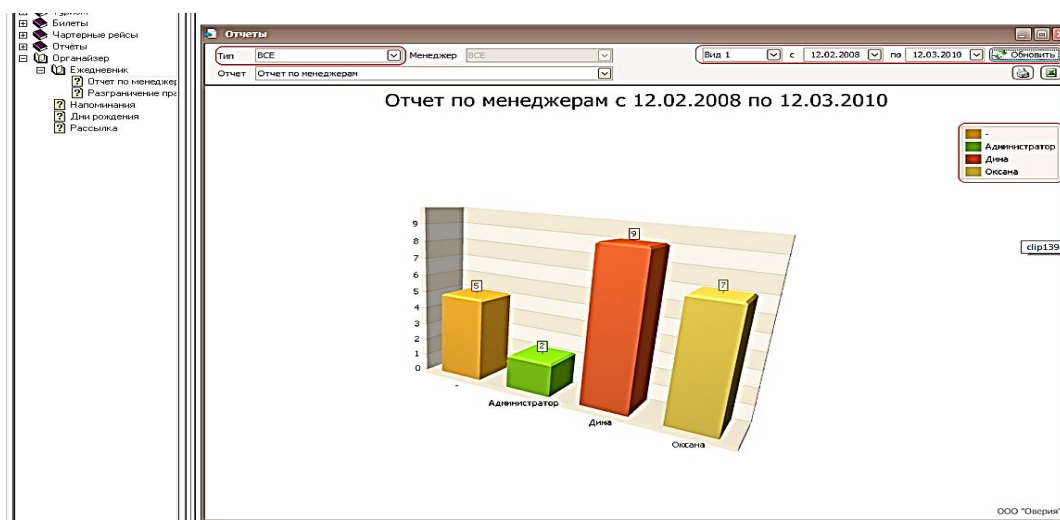 Туризм
Билеты
Чартерные рейсы
Отчёты
Органайзер
Ежедневник
Отчет по менеджер
Разграничение пра
Напоминания
Дни рождения
Рассылка
Отчеты
Тип ВСЕ Менеджер ВСЕ Вид 1 с 12.02.2008 по 12.03.2010 Обновить
Отчет Отчет по менеджерам
Отчет по менеджерам с 12.02.2008 по 12.03.2010
-
Администратор
Дина
Оксана
clip139
9
8
7
6
5
4
3
2
1
0
5
2
9
7
-
Администратор
Дина
Оксана
ООО "Оверия"